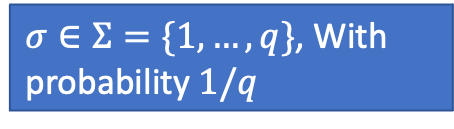 σ ∈ Σ = {1, ..., q}, With
probability 1/q